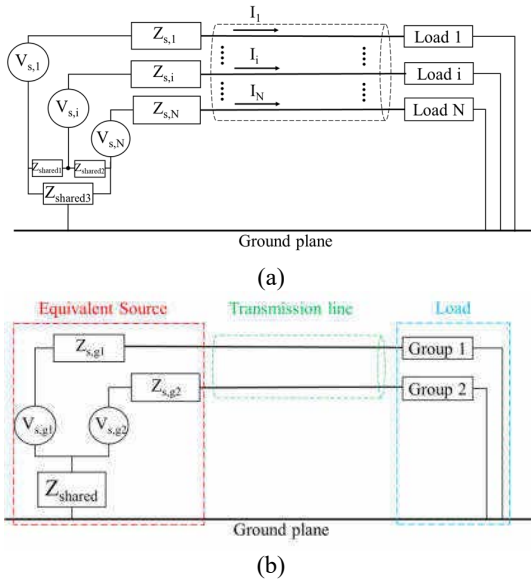 Z_s,1
I_1
Load 1
V_s,1
Z_s,i
I_i
Load i
V_s,i
Z_s,N
I_N
Load N
V_s,N
Z_shared1
Z_shared2
Z_shared3
Ground plane
(a)
Equivalent Source
Transmission line
Load
Z_s,g1
Group 1
Z_s,g2
Group 2
V_s,g1
V_s,g2
Z_shared
Ground plane
(b)